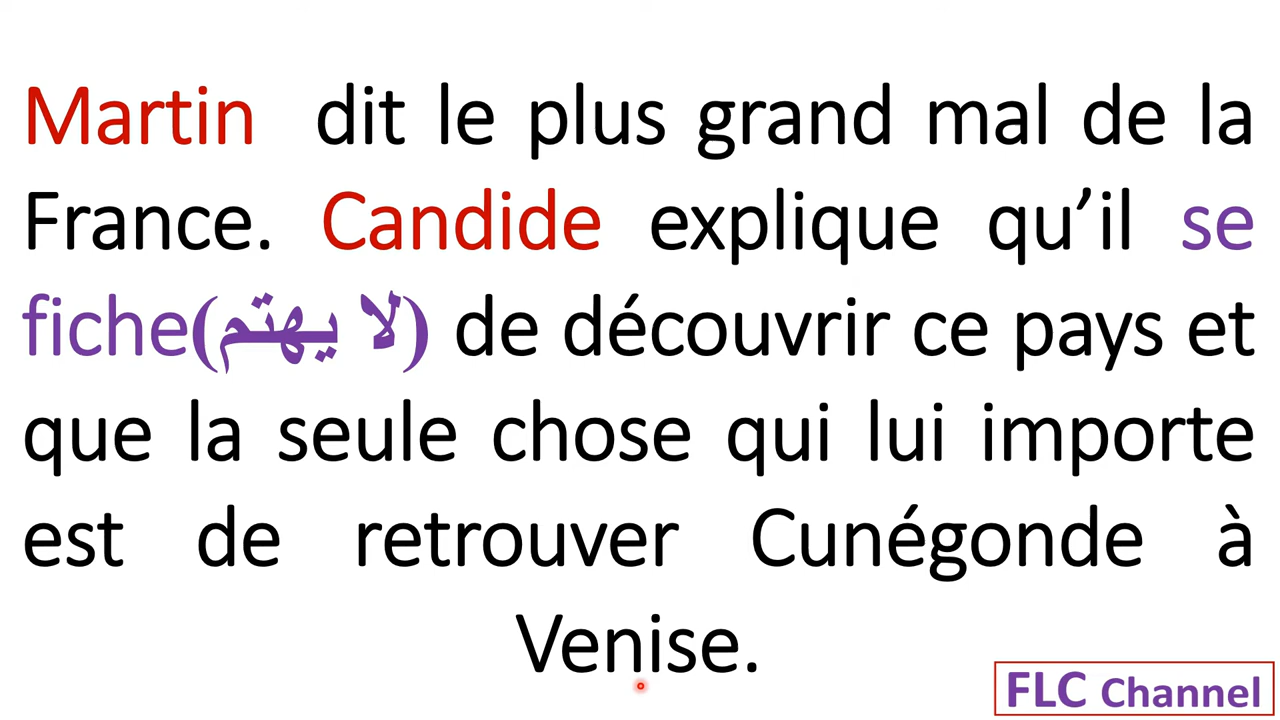 Martin dit le plus grand mal de la
France. Candide explique qu’il se
fiche(لا يهتم) de découvrir ce pays et
que la seule chose qui lui importe
est de retrouver Cunégonde à
Venise.
FLC Channel